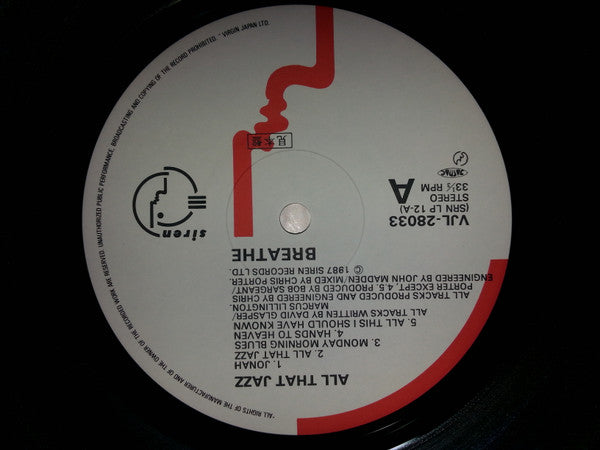 siren
見本盤
VJL-28033
(SRN LP 12-A)
STEREO
33⅓ RPM
A
BREATHE
ALL THAT JAZZ
1. JONAH
2. ALL THAT JAZZ
3. MONDAY MORNING BLUES
4. HANDS TO HEAVEN
5. ALL THIS I SHOULD HAVE KNOWN
ALL TRACKS WRITTEN BY DAVID GLASPER/
MARCUS LILLINGTON.
ALL TRACKS PRODUCED AND ENGINEERED BY CHRIS
PORTER EXCEPT, 4,5, PRODUCED BY BOB SARGEANT/
ENGINEERED BY JOHN MADDEN/MIXED BY CHRIS PORTER.
© 1987 SIREN RECORDS LTD.
*ALL RIGHTS OF THE MANUFACTURER AND OF THE OWNER OF THE RECORDED WORK ARE RESERVED. UNAUTHORIZED PUBLIC PERFORMANCE, BROADCASTING AND COPYING OF THE RECORD PROHIBITED. * VIRGIN JAPAN LTD.